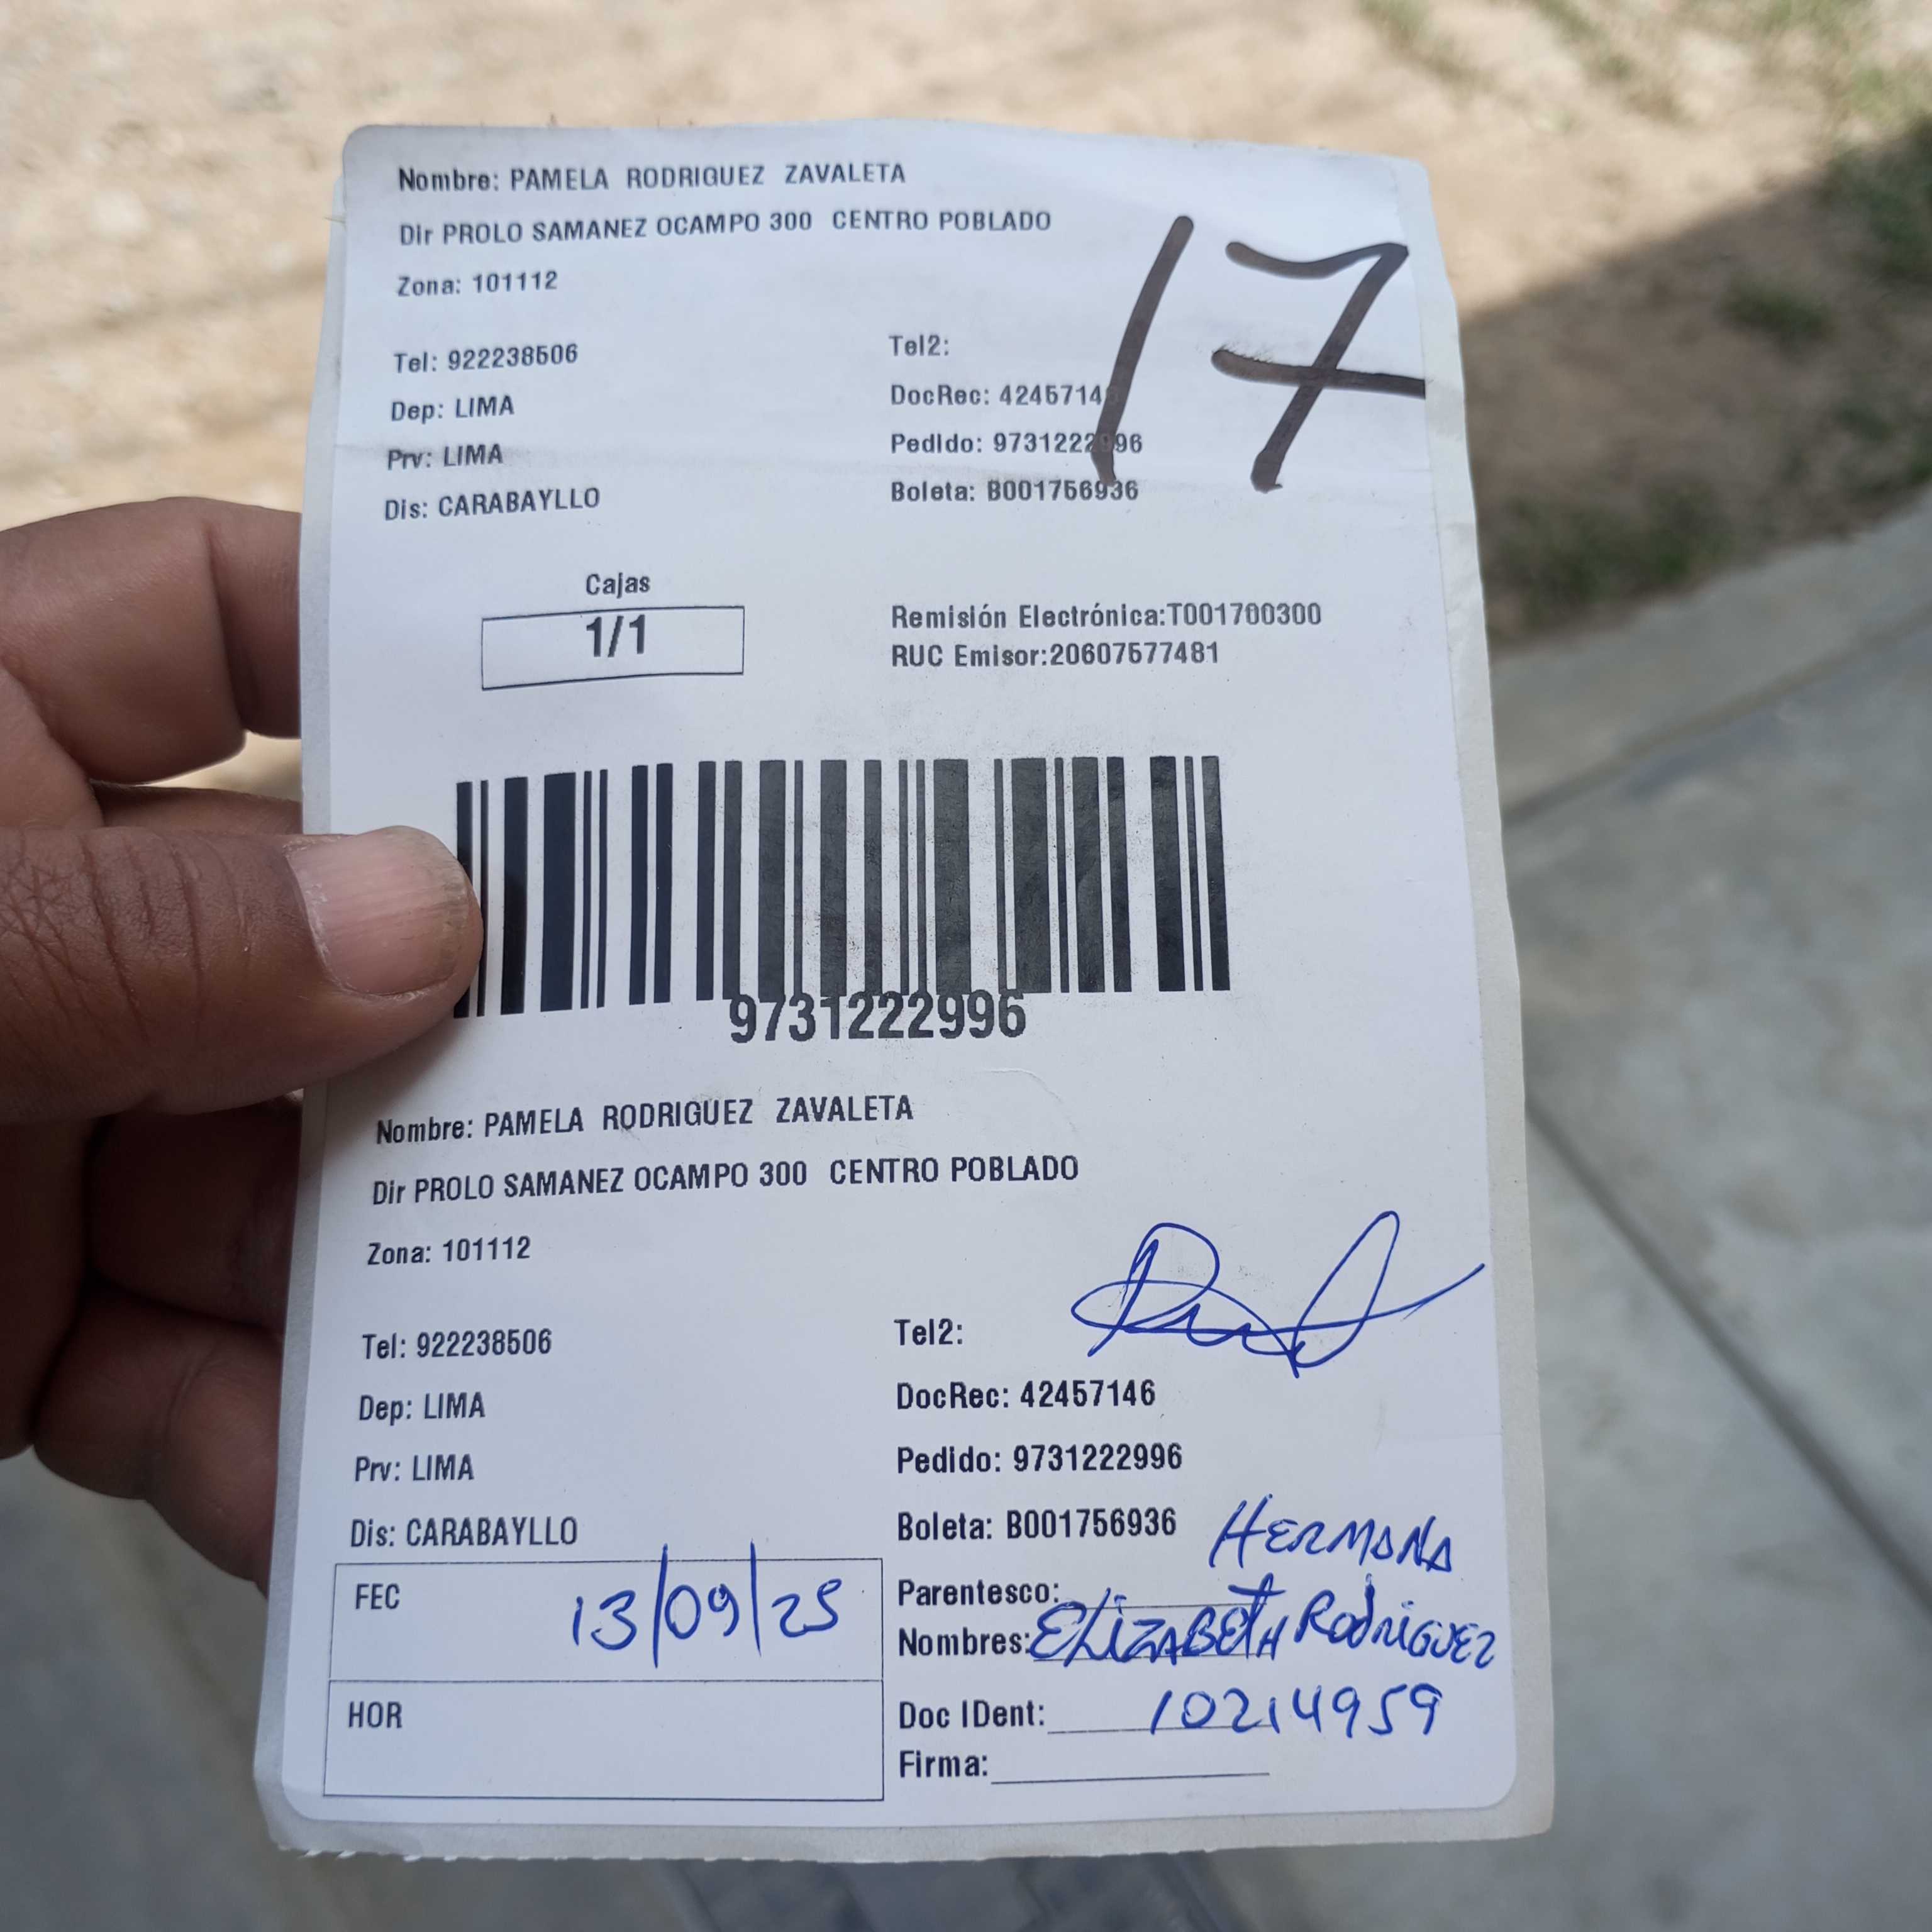 Nombre: PAMELA RODRIGUEZ ZAVALETA
Dir PROLO SAMANEZ OCAMPO 300 CENTRO POBLADO
17
Zona: 101112
Tel: 922238506 Tel2:
Dep: LIMA DocRec: 4245714
Prv: LIMA Pedido: 9731222996
Dis: CARABAYLLO Boleta: B001756936
Cajas
1/1
Remisión Electrónica:T001700300
RUC Emisor:20607577481
9731222996
Nombre: PAMELA RODRIGUEZ ZAVALETA
Dir PROLO SAMANEZ OCAMPO 300 CENTRO POBLADO
Zona: 101112
Tel: 922238506 Tel2:
Dep: LIMA DocRec: 42457146
Prv: LIMA Pedido: 9731222996
Dis: CARABAYLLO Boleta: B001756936
FEC 13/09/25
HOR
Parentesco: HERMANA
Nombres: ELIZABETH RODRIGUEZ
Doc IDent: 10214959
Firma: